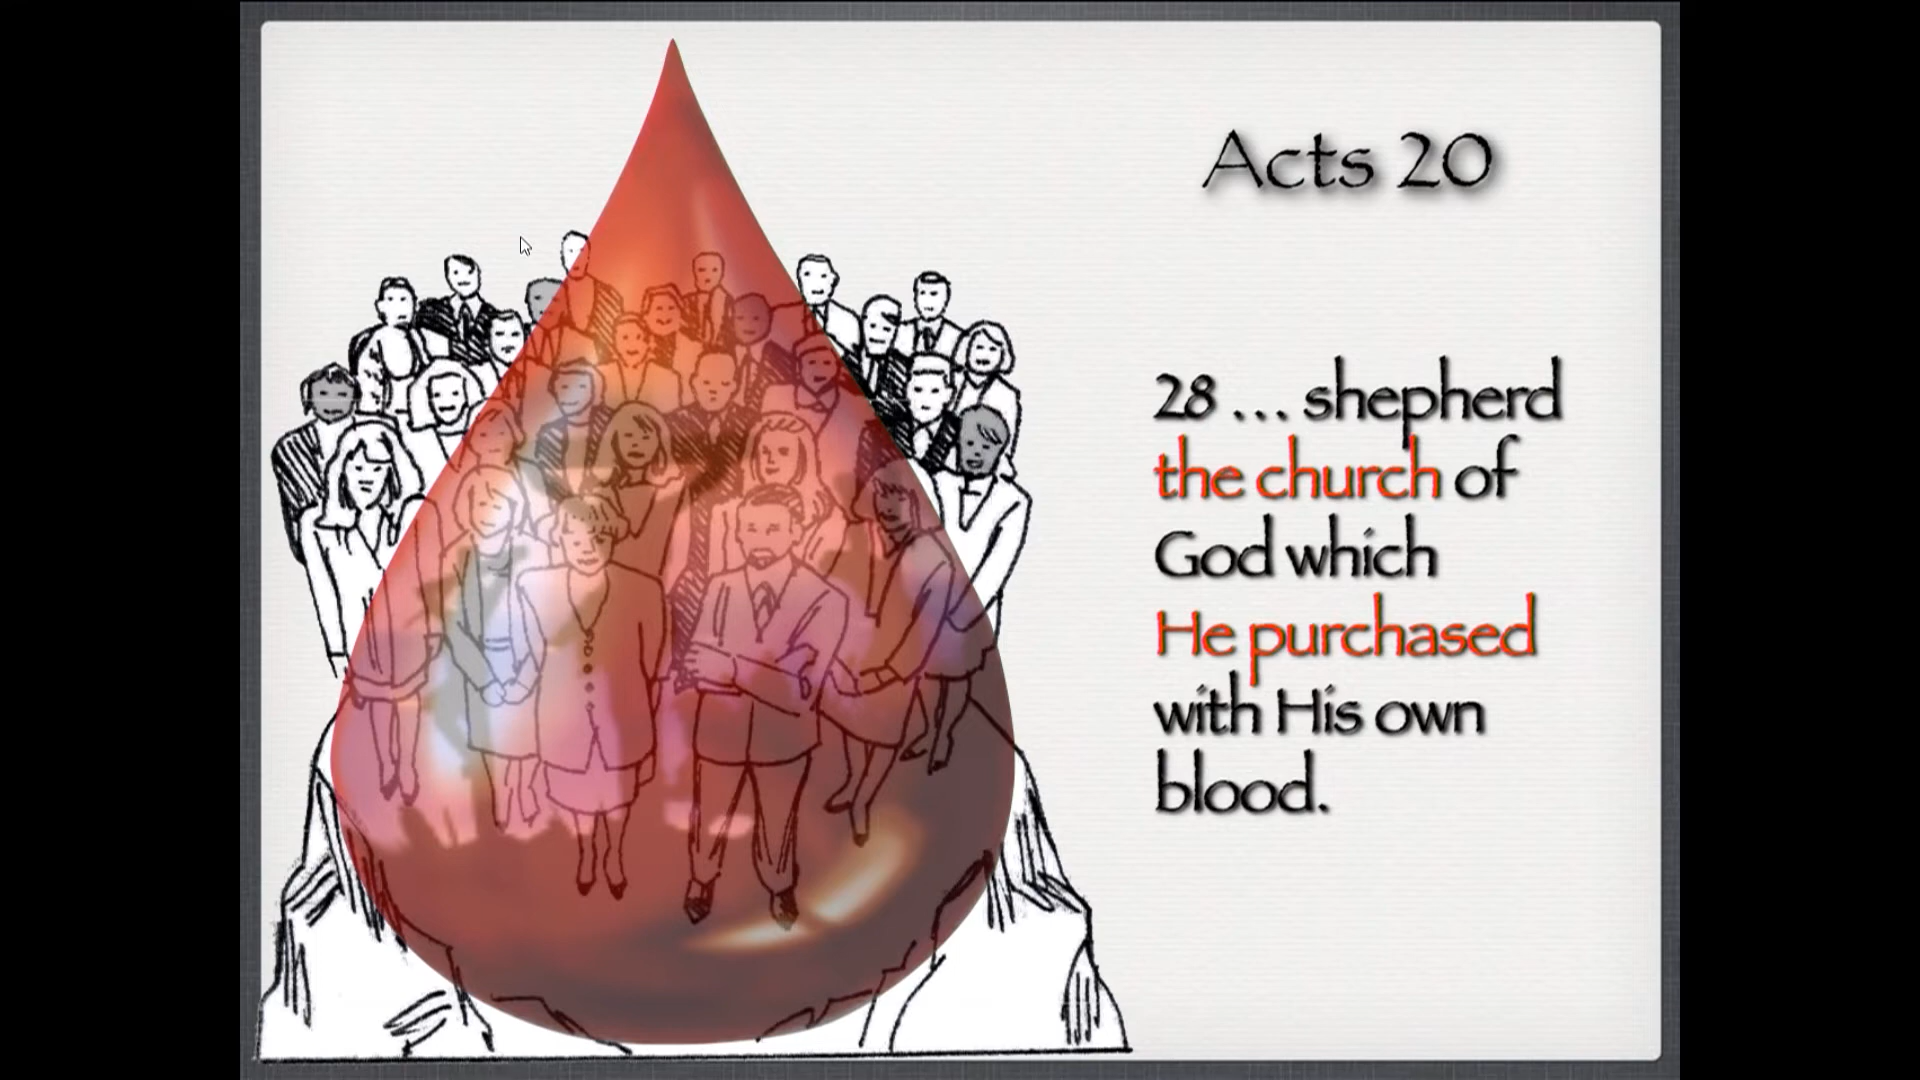 Acts 20
28 ... shepherd
the church of
God which
He purchased
with His own
blood.